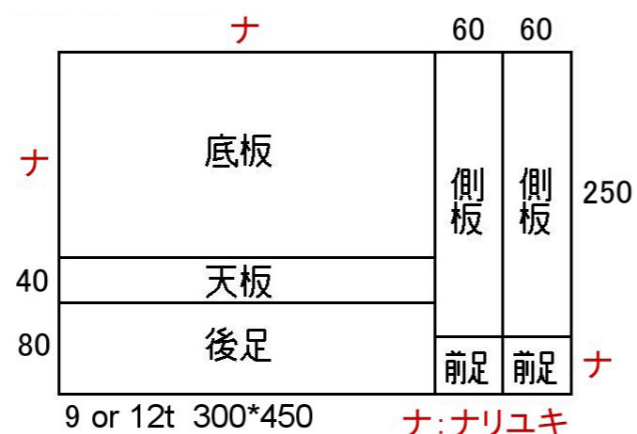 ナ 60 60
ナ
底板
側板
側板
250
40
天板
80
後足
前足
前足
ナ
9 or 12t 300*450
ナ:ナリユキ